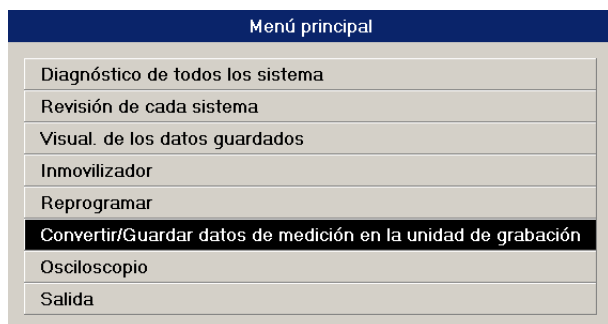 Menú principal
Diagnóstico de todos los sistema
Revisión de cada sistema
Visual. de los datos guardados
Inmovilizador
Reprogramar
Convertir/Guardar datos de medición en la unidad de grabación
Osciloscopio
Salida